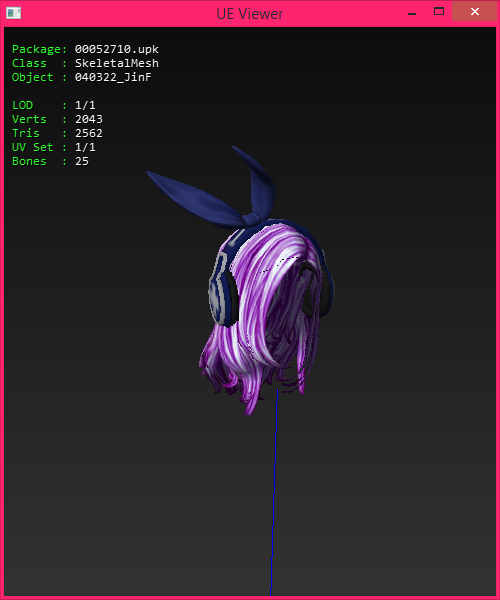 UE Viewer
Package: 00052710.upk
Class  : SkeletalMesh
Object : 040322_JinF
LOD    : 1/1
Verts  : 2043
Tris   : 2562
UV Set : 1/1
Bones  : 25